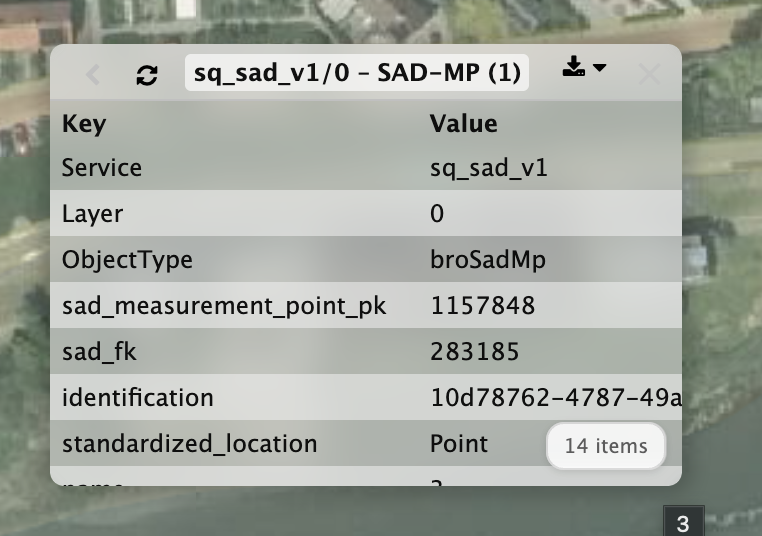 sq_sad_v1/0 – SAD-MP (1)
Key Value
Service sq_sad_v1
Layer 0
ObjectType broSadMp
sad_measurement_point_pk 1157848
sad_fk 283185
identification 10d78762-4787-49a
standardized_location Point
14 items
3